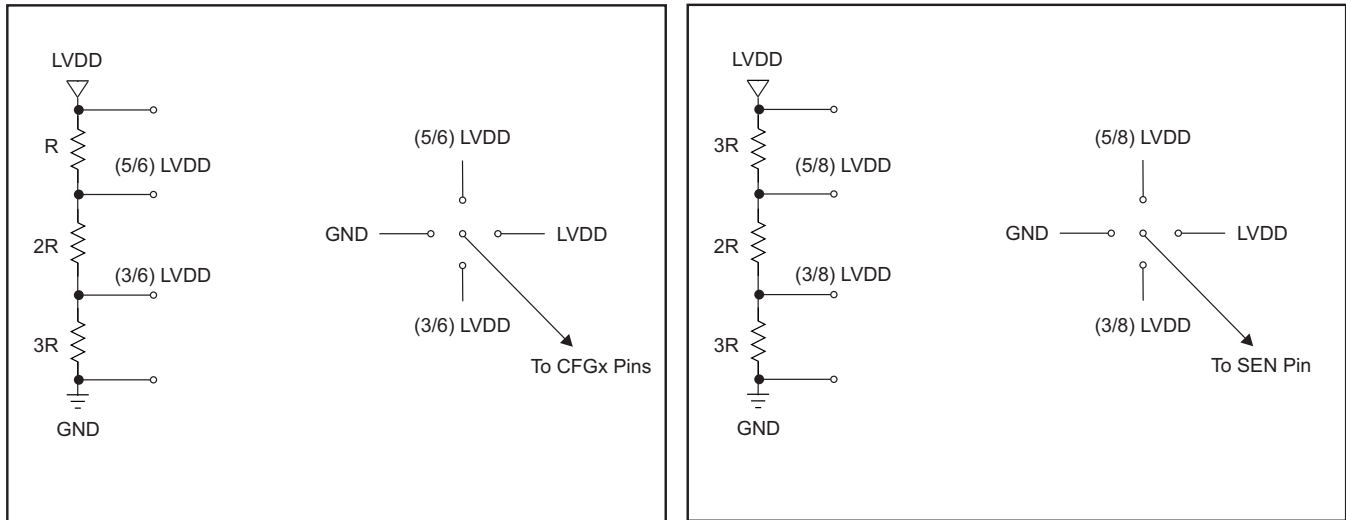 LVDD
R
(5/6) LVDD
2R
(3/6) LVDD
3R
GND
(5/6) LVDD
GND
LVDD
(3/6) LVDD
To CFGx Pins
LVDD
3R
(5/8) LVDD
2R
(3/8) LVDD
3R
GND
(5/8) LVDD
GND
LVDD
(3/8) LVDD
To SEN Pin